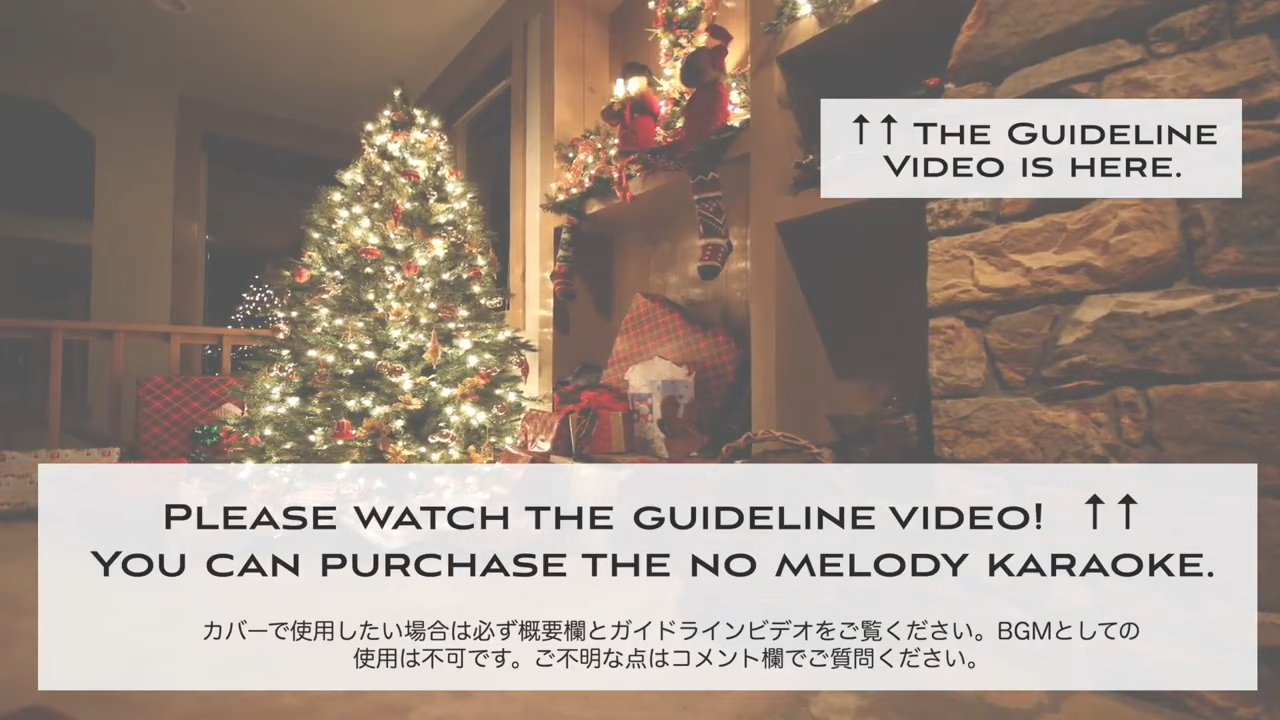 ↑↑ The Guideline
Video is here.
Please watch the guideline video! ↑↑
You can purchase the no melody karaoke.
カバーで使用したい場合は必ず概要欄とガイドラインビデオをご覧ください。BGMとしての
使用は不可です。ご不明な点はコメント欄でご質問ください。